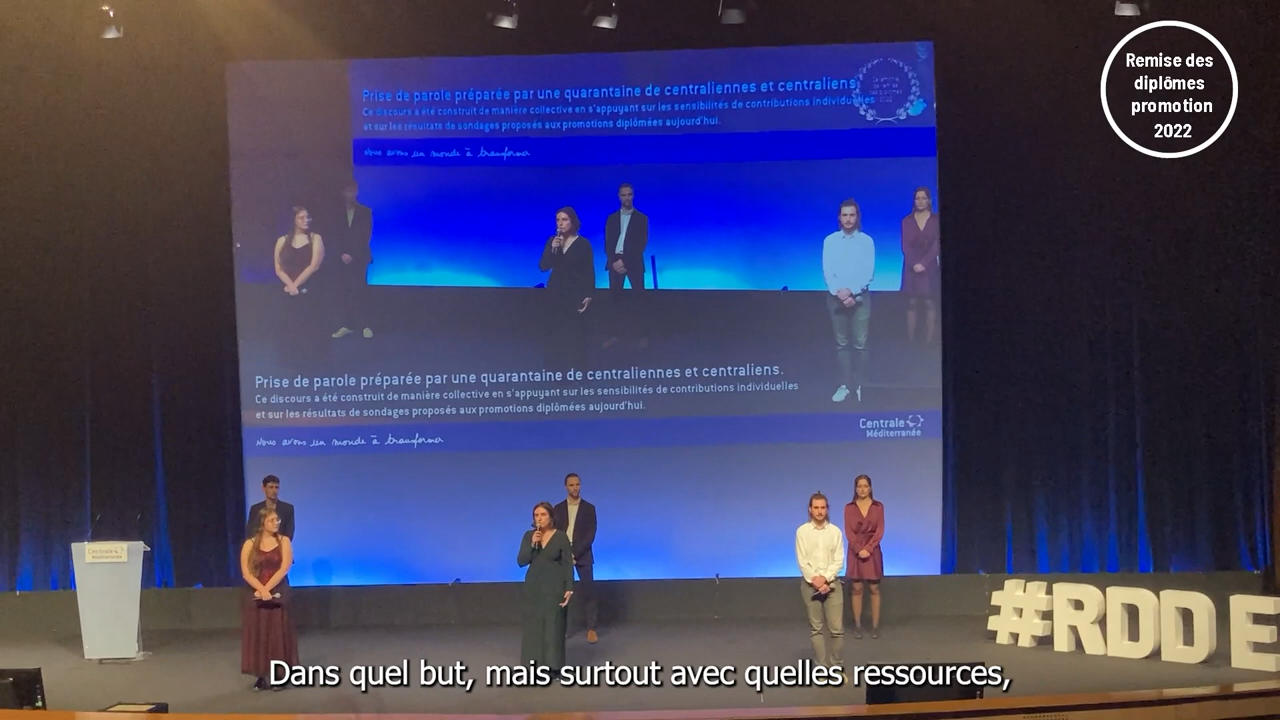 Remise des
diplômes
promotion
2022
Prise de parole préparée par une quarantaine de centraliennes et centraliens.
Ce discours a été construit de manière collective en s'appuyant sur les sensibilités de contributions individuelles
et sur les résultats de sondages proposés aux promotions diplômées aujourd'hui.
Nous avons un monde à transformer
Prise de parole préparée par une quarantaine de centraliennes et centraliens.
Ce discours a été construit de manière collective en s'appuyant sur les sensibilités de contributions individuelles
et sur les résultats de sondages proposés aux promotions diplômées aujourd'hui.
Centrale
Méditerranée
Nous avons un monde à transformer
Centrale
Méditerranée
#RDDE
Dans quel but, mais surtout avec quelles ressources,